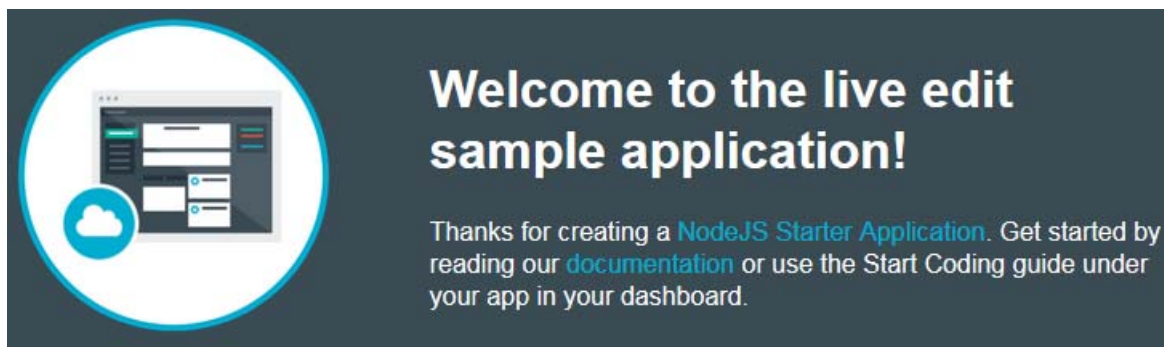 Welcome to the live edit
sample application!
Thanks for creating a NodeJS Starter Application. Get started by
reading our documentation or use the Start Coding guide under
your app in your dashboard.